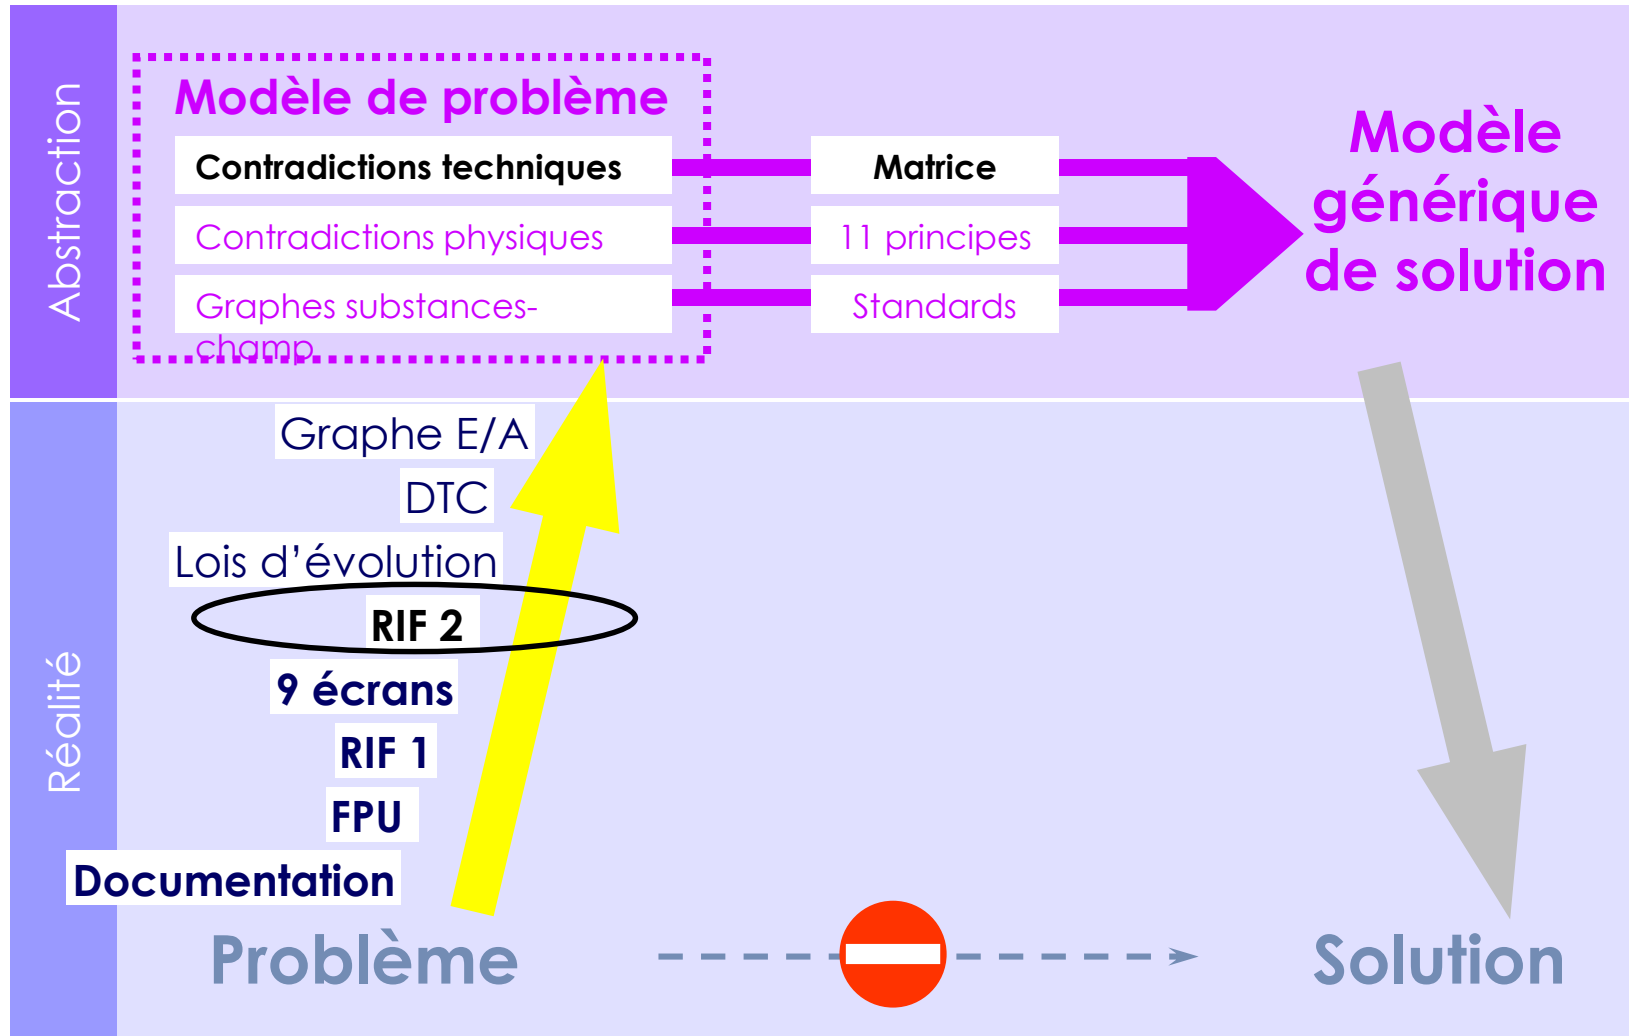 Abstraction
Modèle de problème
Contradictions techniques
Matrice
Contradictions physiques
11 principes
Graphes substances-
champ
Standards
Modèle
générique
de solution
Réalité
Graphe E/A
DTC
Lois d’évolution
RIF 2
9 écrans
RIF 1
FPU
Documentation
Problème
Solution